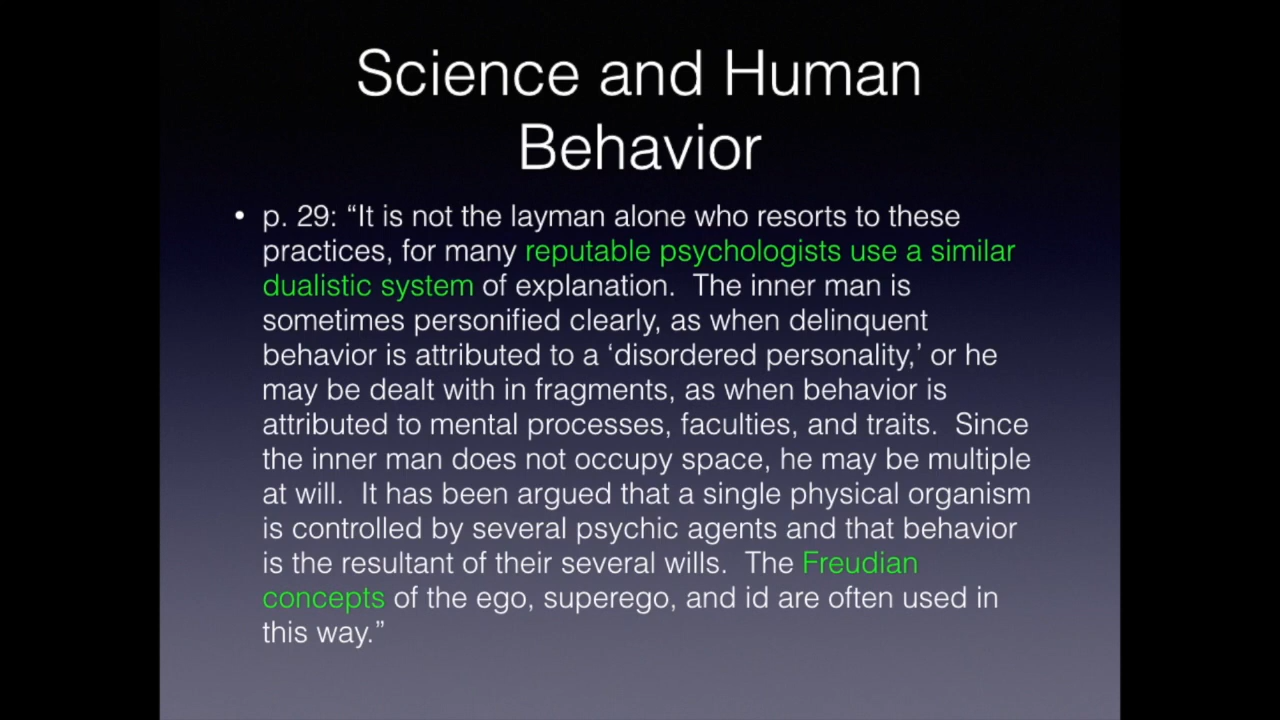 Science and Human
Behavior
• p. 29: “It is not the layman alone who resorts to these
practices, for many reputable psychologists use a similar
dualistic system of explanation.  The inner man is
sometimes personified clearly, as when delinquent
behavior is attributed to a ‘disordered personality,’ or he
may be dealt with in fragments, as when behavior is
attributed to mental processes, faculties, and traits.  Since
the inner man does not occupy space, he may be multiple
at will.  It has been argued that a single physical organism
is controlled by several psychic agents and that behavior
is the resultant of their several wills.  The Freudian
concepts of the ego, superego, and id are often used in
this way.”